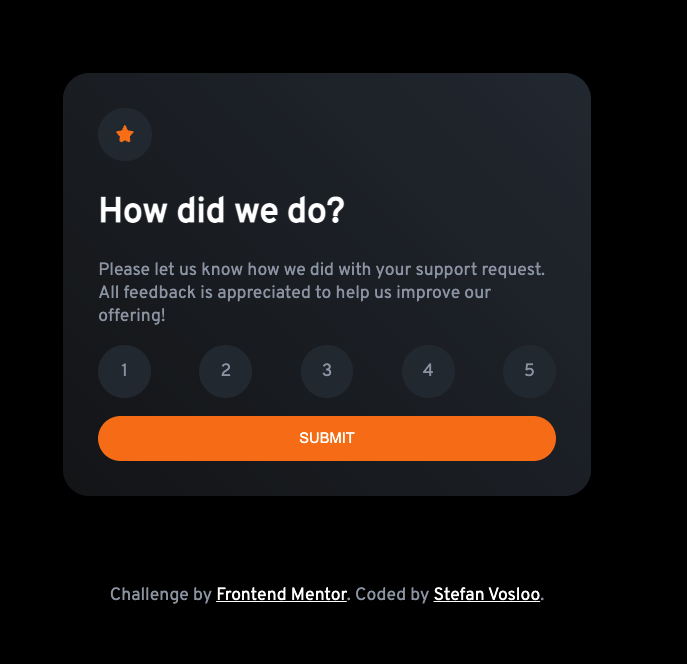 How did we do?
Please let us know how we did with your support request.
All feedback is appreciated to help us improve our
offering!
1 2 3 4 5
SUBMIT
Challenge by Frontend Mentor. Coded by Stefan Vosloo.